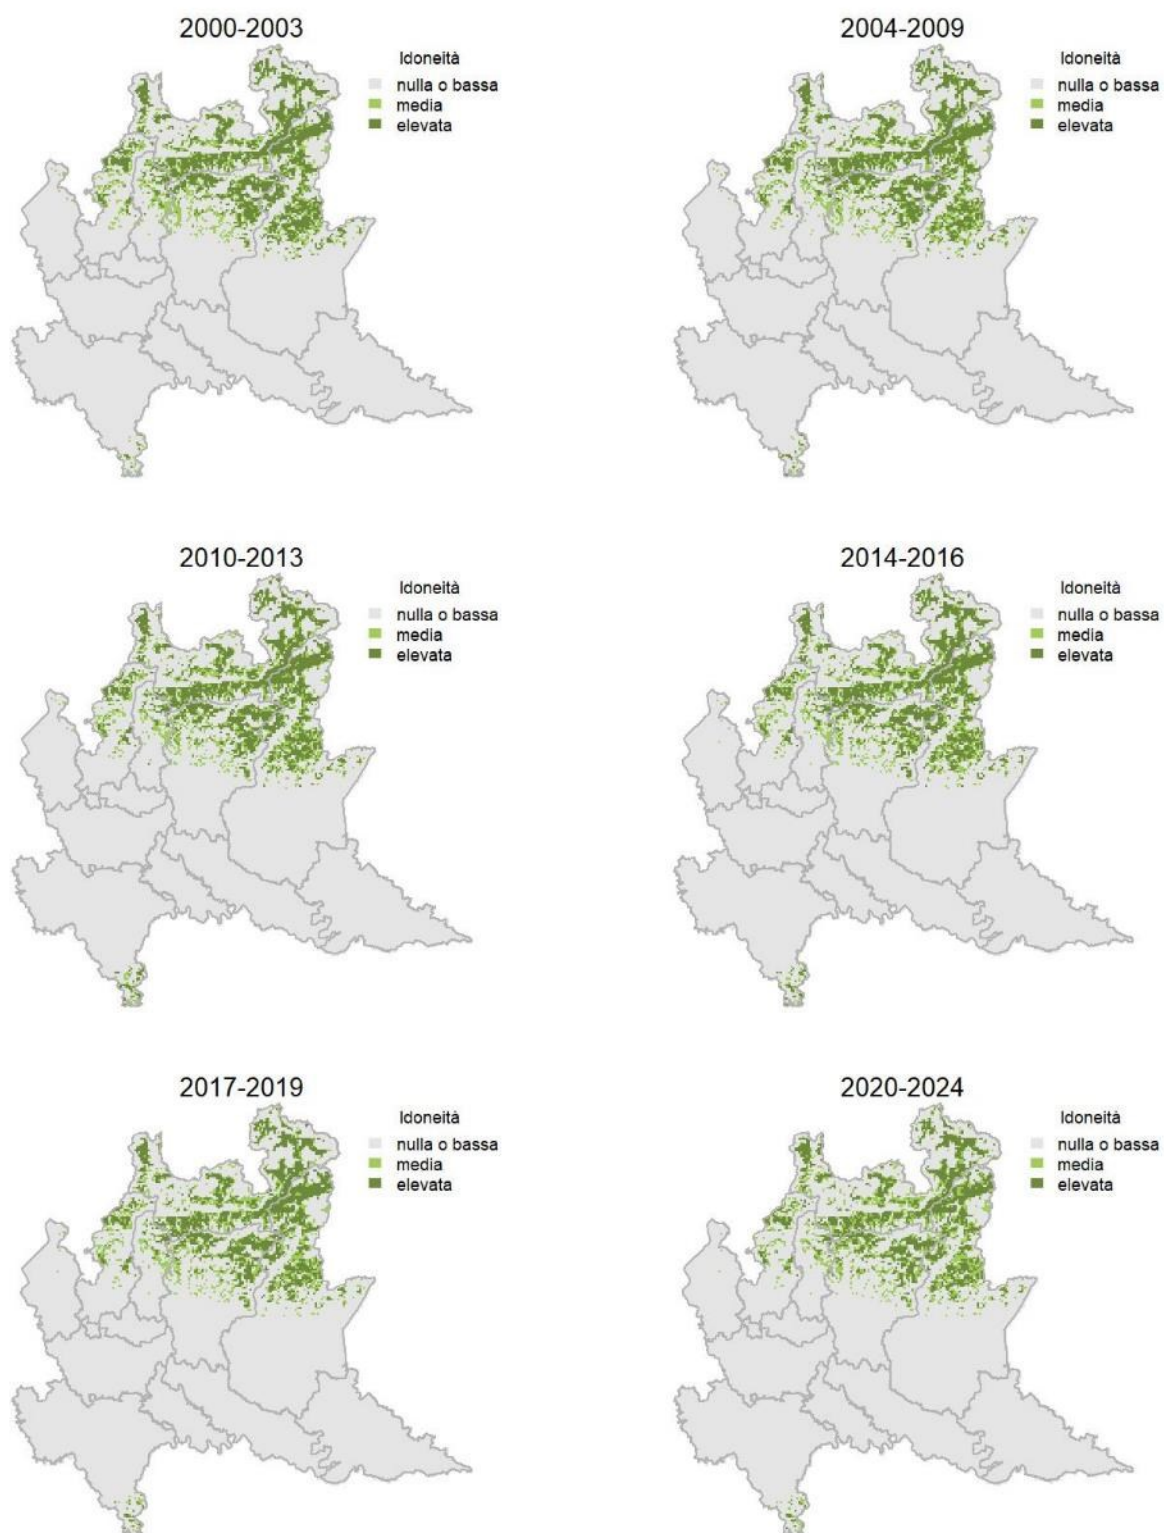 2000-2003
Idoneità
nulla o bassa
media
elevata
2004-2009
Idoneità
nulla o bassa
media
elevata
2010-2013
Idoneità
nulla o bassa
media
elevata
2014-2016
Idoneità
nulla o bassa
media
elevata
2017-2019
Idoneità
nulla o bassa
media
elevata
2020-2024
Idoneità
nulla o bassa
media
elevata